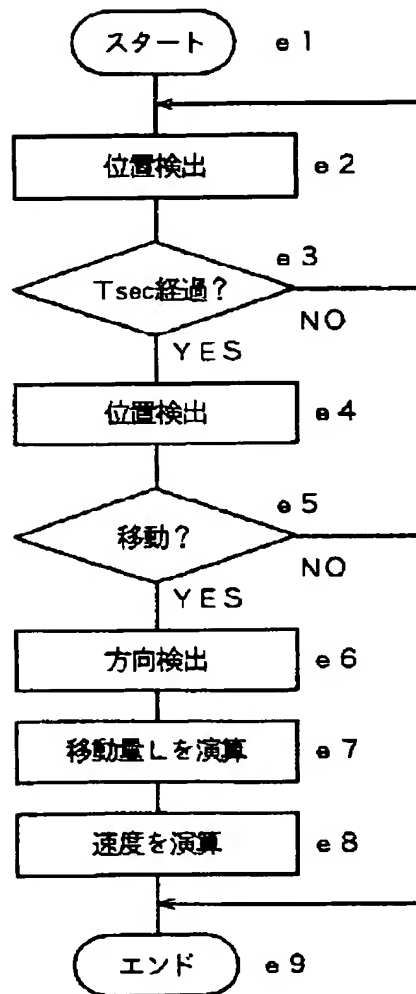 スタート ｅ１
位置検出 ｅ２
ｅ３
Ｔsec経過？
ＮＯ
ＹＥＳ
位置検出 ｅ４
ｅ５
移動？
ＮＯ
ＹＥＳ
方向検出 ｅ６
移動量Ｌを演算 ｅ７
速度を演算 ｅ８
エンド ｅ９